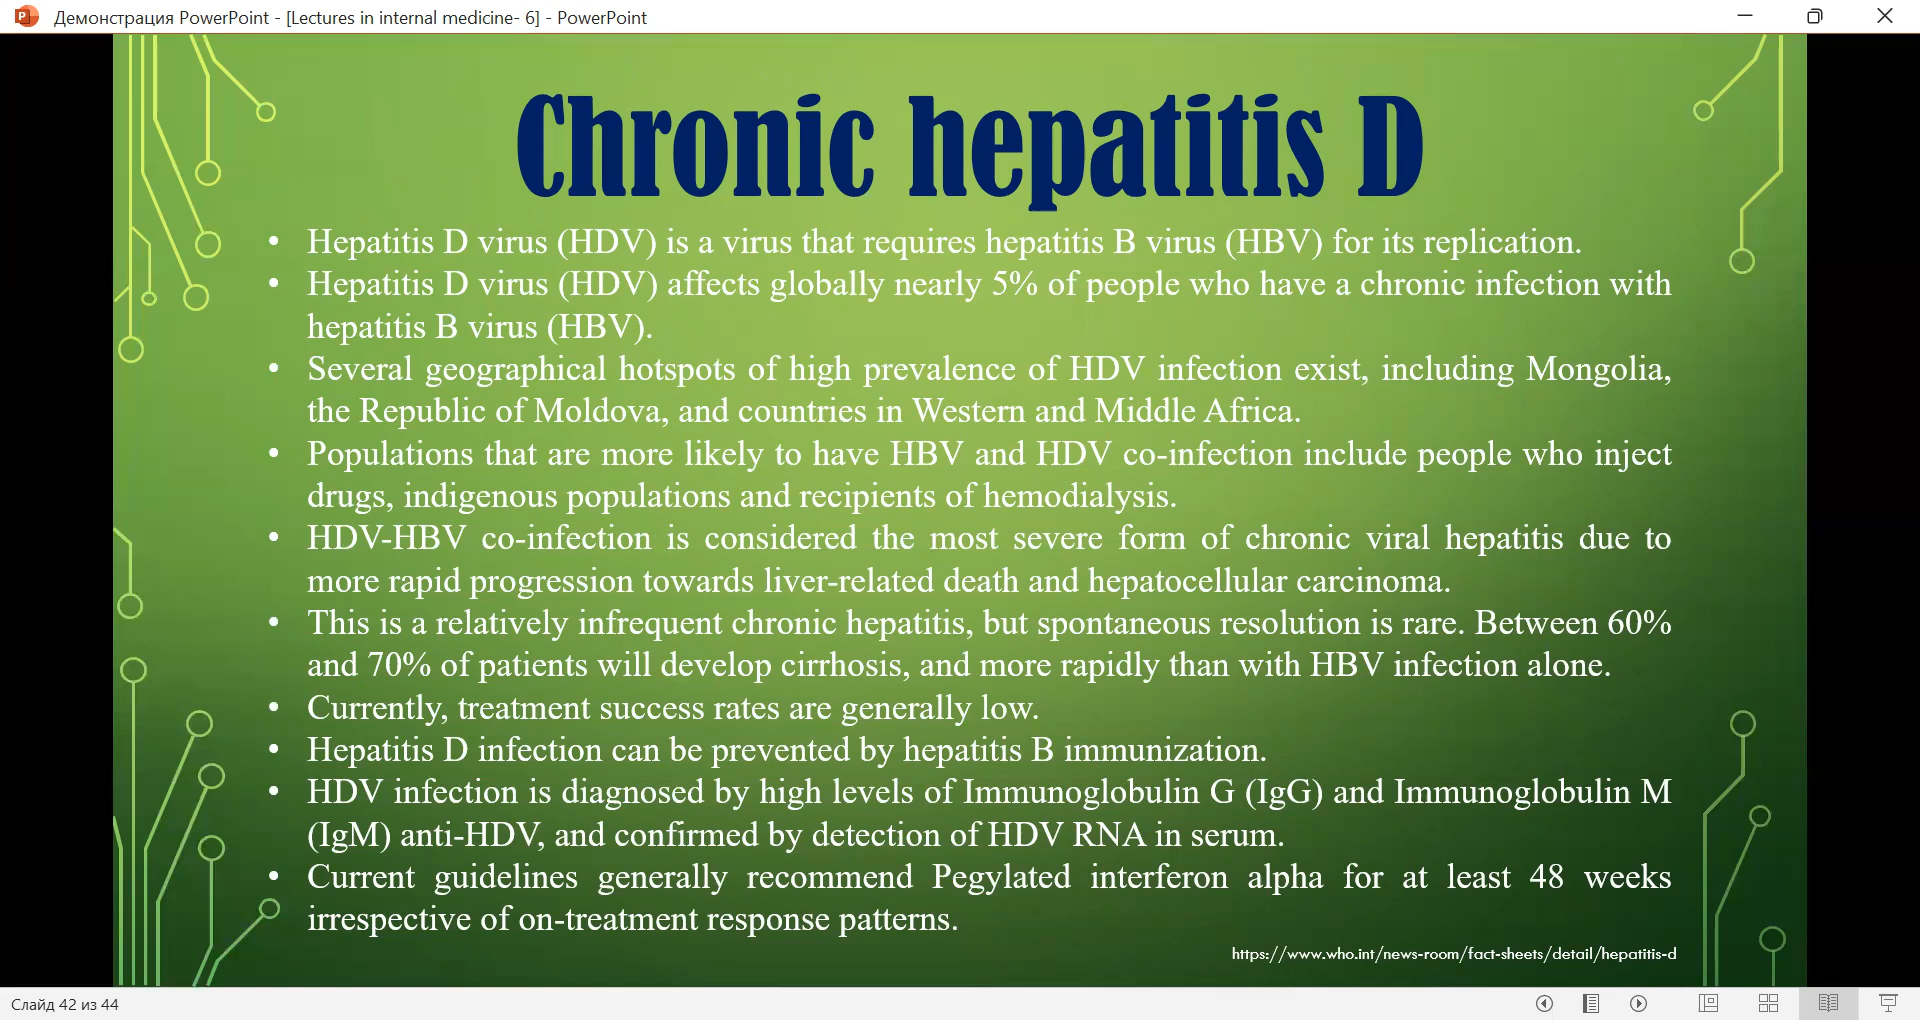 Демонстрация PowerPoint - [Lectures in internal medicine- 6] - PowerPoint
Chronic hepatitis D
• Hepatitis D virus (HDV) is a virus that requires hepatitis B virus (HBV) for its replication.
• Hepatitis D virus (HDV) affects globally nearly 5% of people who have a chronic infection with
hepatitis B virus (HBV).
• Several geographical hotspots of high prevalence of HDV infection exist, including Mongolia,
the Republic of Moldova, and countries in Western and Middle Africa.
• Populations that are more likely to have HBV and HDV co-infection include people who inject
drugs, indigenous populations and recipients of hemodialysis.
• HDV-HBV co-infection is considered the most severe form of chronic viral hepatitis due to
more rapid progression towards liver-related death and hepatocellular carcinoma.
• This is a relatively infrequent chronic hepatitis, but spontaneous resolution is rare. Between 60%
and 70% of patients will develop cirrhosis, and more rapidly than with HBV infection alone.
• Currently, treatment success rates are generally low.
• Hepatitis D infection can be prevented by hepatitis B immunization.
• HDV infection is diagnosed by high levels of Immunoglobulin G (IgG) and Immunoglobulin M
(IgM) anti-HDV, and confirmed by detection of HDV RNA in serum.
• Current guidelines generally recommend Pegylated interferon alpha for at least 48 weeks
irrespective of on-treatment response patterns.
https://www.who.int/news-room/fact-sheets/detail/hepatitis-d
Слайд 42 из 44